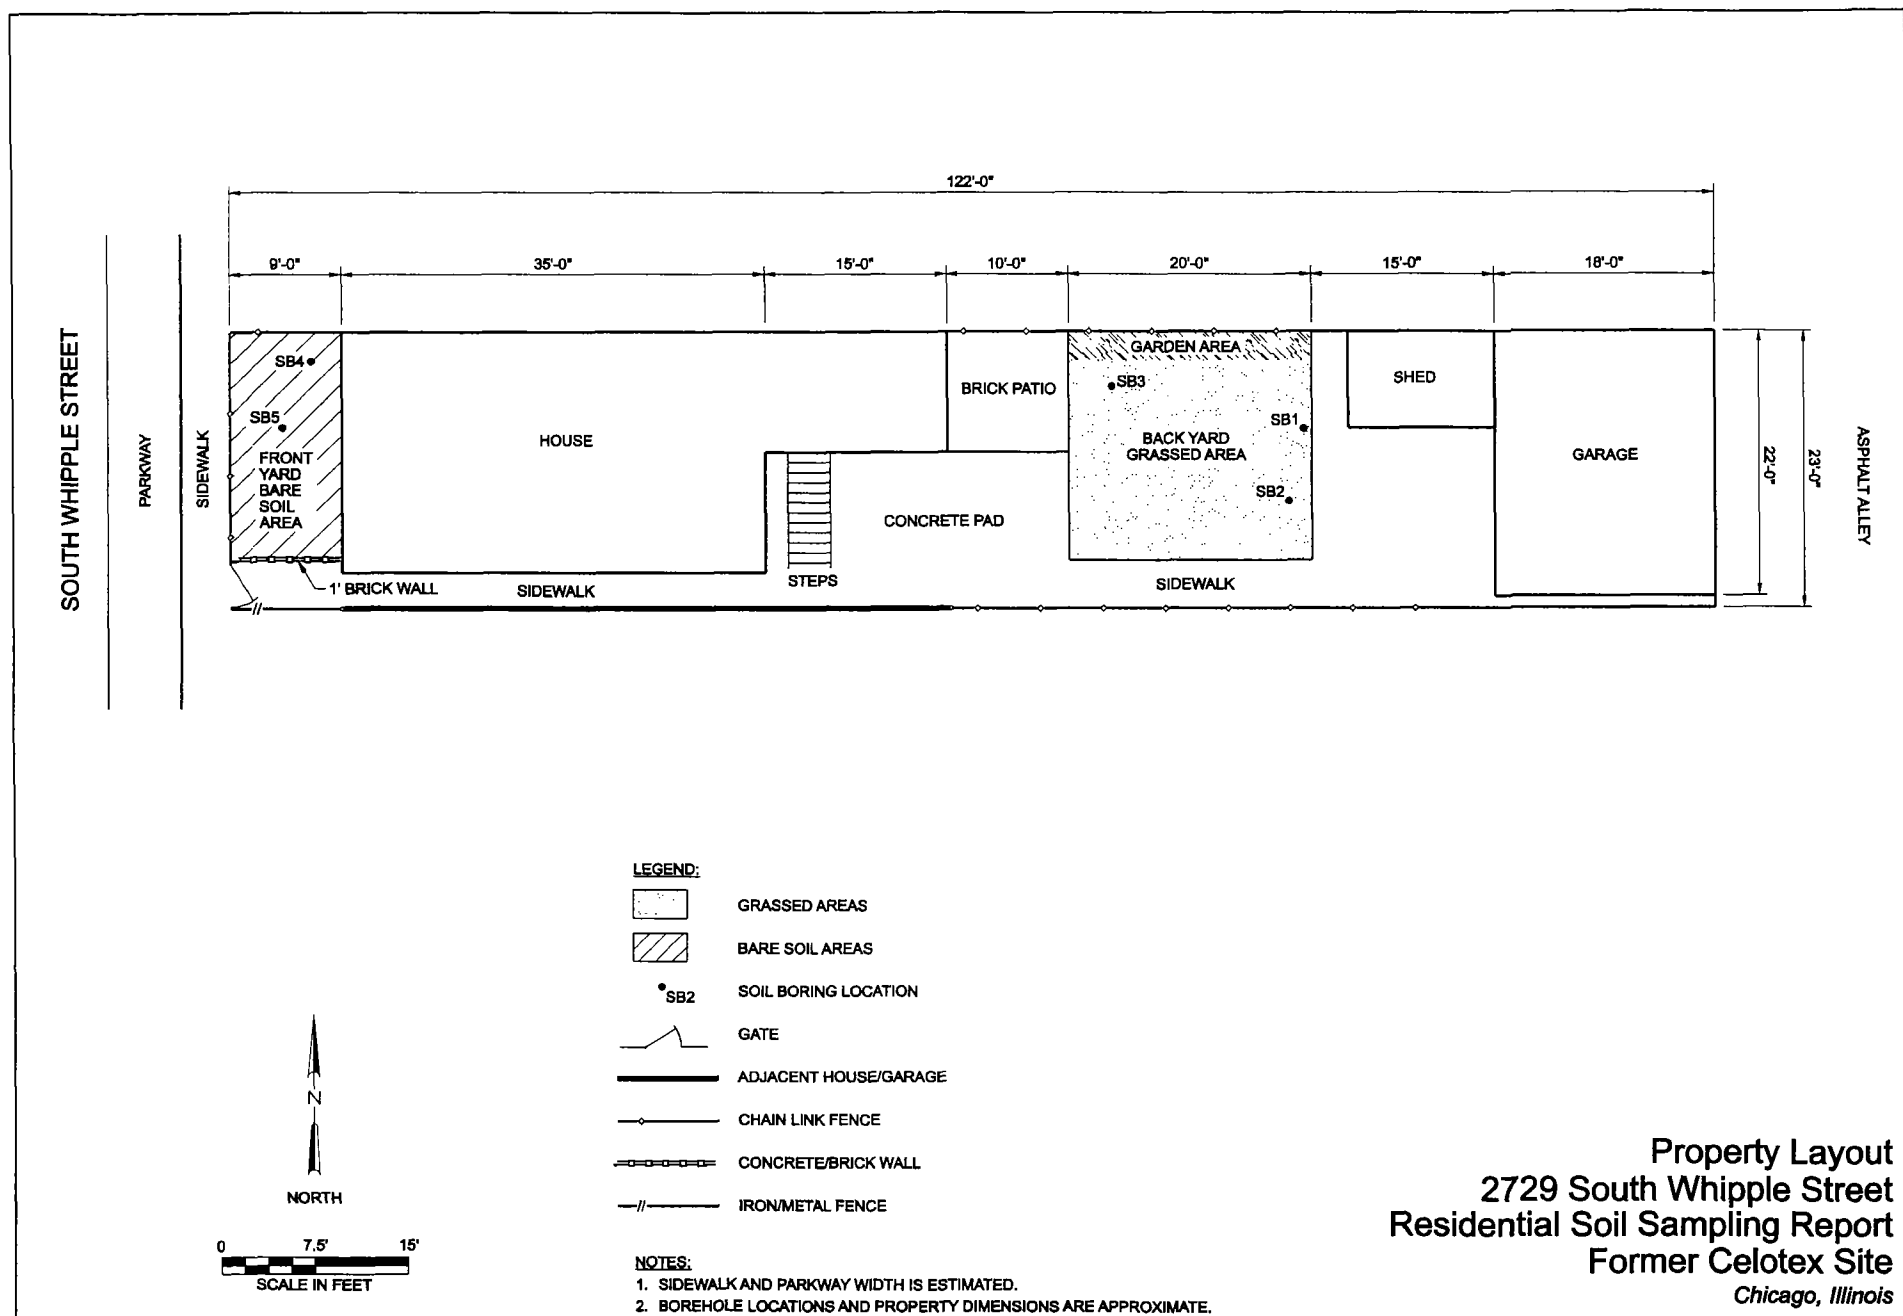 122'-0"
9'-0"
35'-0"
15'-0"
10'-0"
20'-0"
15'-0"
18'-0"
SOUTH WHIPPLE STREET
PARKWAY
SIDEWALK
SB4
SB5
FRONT
YARD
BARE
SOIL
AREA
1' BRICK WALL
HOUSE
SIDEWALK
STEPS
BRICK PATIO
CONCRETE PAD
GARDEN AREA
SB3
SB1
BACK YARD
GRASSED AREA
SB2
SIDEWALK
SHED
GARAGE
22'-0"
23'-0"
ASPHALT ALLEY
LEGEND:
GRASSED AREAS
BARE SOIL AREAS
SB2 SOIL BORING LOCATION
GATE
ADJACENT HOUSE/GARAGE
CHAIN LINK FENCE
CONCRETE/BRICK WALL
IRON/METAL FENCE
N
NORTH
0 7.5' 15'
SCALE IN FEET
NOTES:
1. SIDEWALK AND PARKWAY WIDTH IS ESTIMATED.
2. BOREHOLE LOCATIONS AND PROPERTY DIMENSIONS ARE APPROXIMATE.
Property Layout
2729 South Whipple Street
Residential Soil Sampling Report
Former Celotex Site
Chicago, Illinois